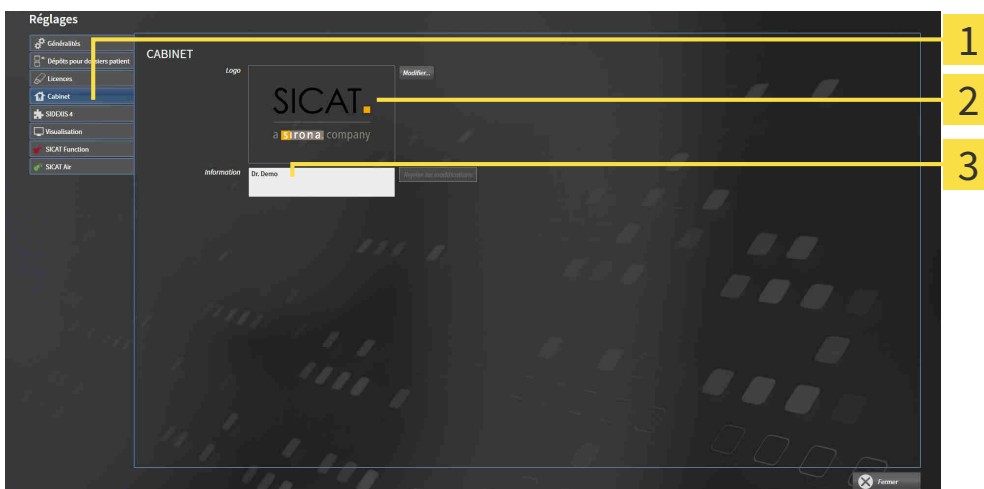 Réglages
Généralités
Dépôts pour dossiers patient
Licences
Cabinet
SIDEXIS 4
Visualisation
SICAT Function
SICAT Air
CABINET
Logo
Modifier...
SICAT.
a sirona company
Information
Dr. Demo
Rejeter les modifications
Fermer
1
2
3